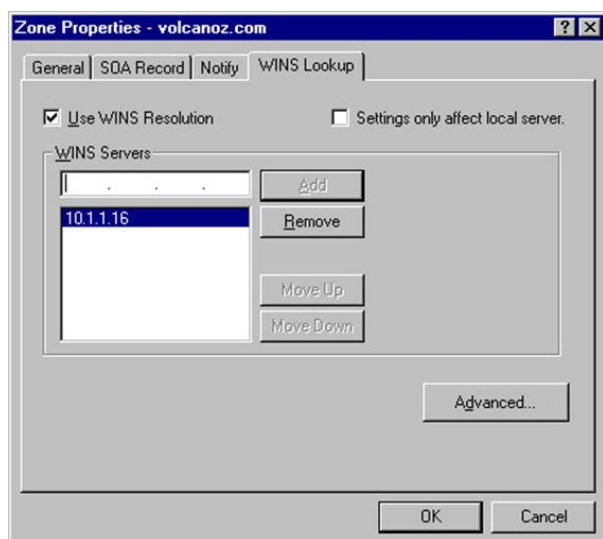 Zone Properties - volcanoz.com
General SOA Record Notify WINS Lookup
Use WINS Resolution Settings only affect local server.
WINS Servers
. . . Add
10.1.1.16 Remove
Move Up
Move Down
Advanced...
OK Cancel